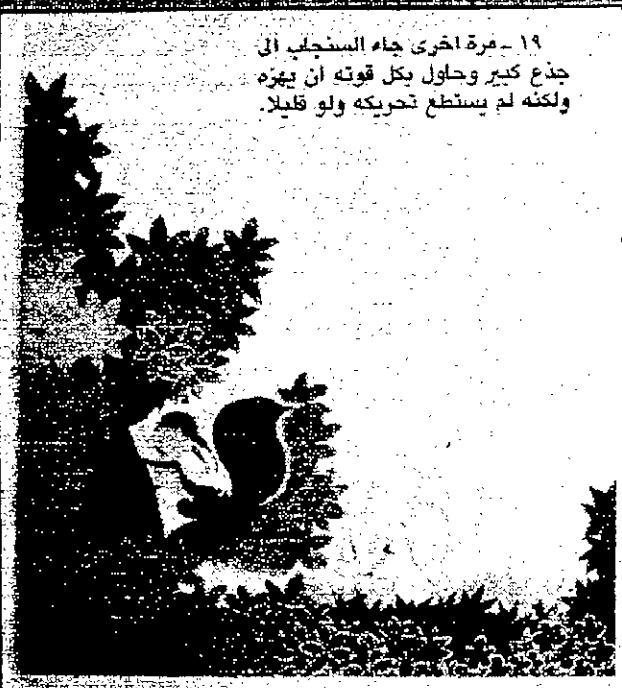 ١٩ - مرة اخرى جاء السنجاب الى
جذع كبير وحاول بكل قوته ان يهزه
ولكنه لم يستطع تحريكه ولو قليلا.